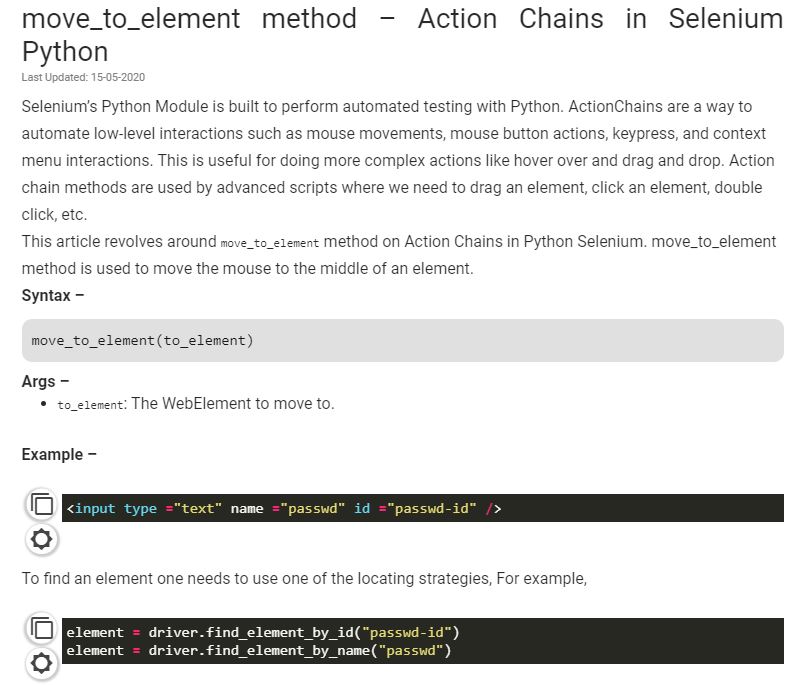 move_to_element method – Action Chains in Selenium
Python
Last Updated: 15-05-2020
Selenium's Python Module is built to perform automated testing with Python. ActionChains are a way to
automate low-level interactions such as mouse movements, mouse button actions, keypress, and context
menu interactions. This is useful for doing more complex actions like hover over and drag and drop. Action
chain methods are used by advanced scripts where we need to drag an element, click an element, double
click, etc.
This article revolves around move_to_element method on Action Chains in Python Selenium. move_to_element
method is used to move the mouse to the middle of an element.
Syntax –
move_to_element(to_element)
Args –
• to_element: The WebElement to move to.
Example –
<input type ="text" name ="passwd" id ="passwd-id" />
To find an element one needs to use one of the locating strategies, For example,
element = driver.find_element_by_id("passwd-id")
element = driver.find_element_by_name("passwd")